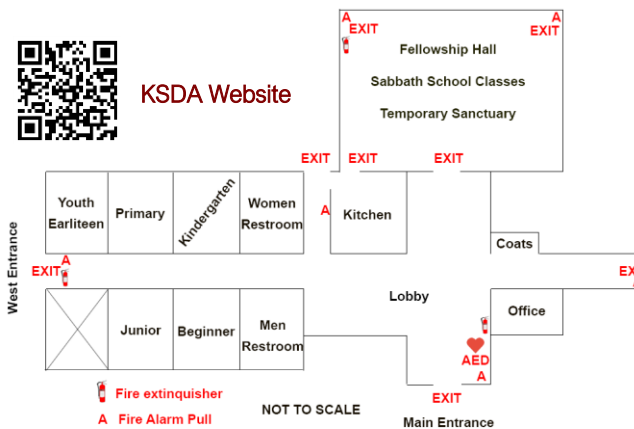 A
EXIT
A
EXIT
Fellowship Hall
Sabbath School Classes
Temporary Sanctuary
KSDA Website
EXIT
EXIT
EXIT
Youth
Earliteen
Primary
Kindergarten
Women
Restroom
A
Kitchen
Coats
West Entrance
A
EXIT
EXIT
Lobby
Office
Junior
Beginner
Men
Restroom
AED
A
EXIT
Fire extinguisher
A Fire Alarm Pull
NOT TO SCALE
Main Entrance